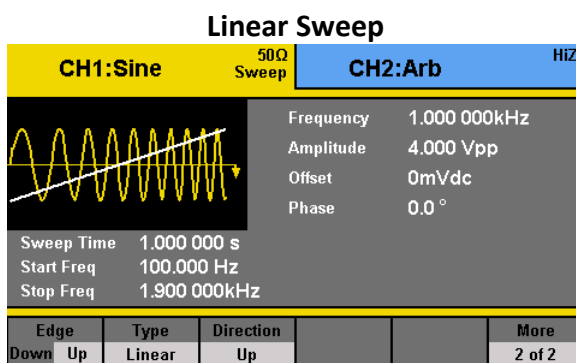 Linear Sweep
CH1:Sine
50Ω
Sweep
CH2:Arb
HiZ
Frequency 1.000 000kHz
Amplitude 4.000 Vpp
Offset 0mVdc
Phase 0.0 °
Sweep Time 1.000 000 s
Start Freq 100.000 Hz
Stop Freq 1.900 000kHz
Edge Type Direction More
Down Up Linear Up 2 of 2